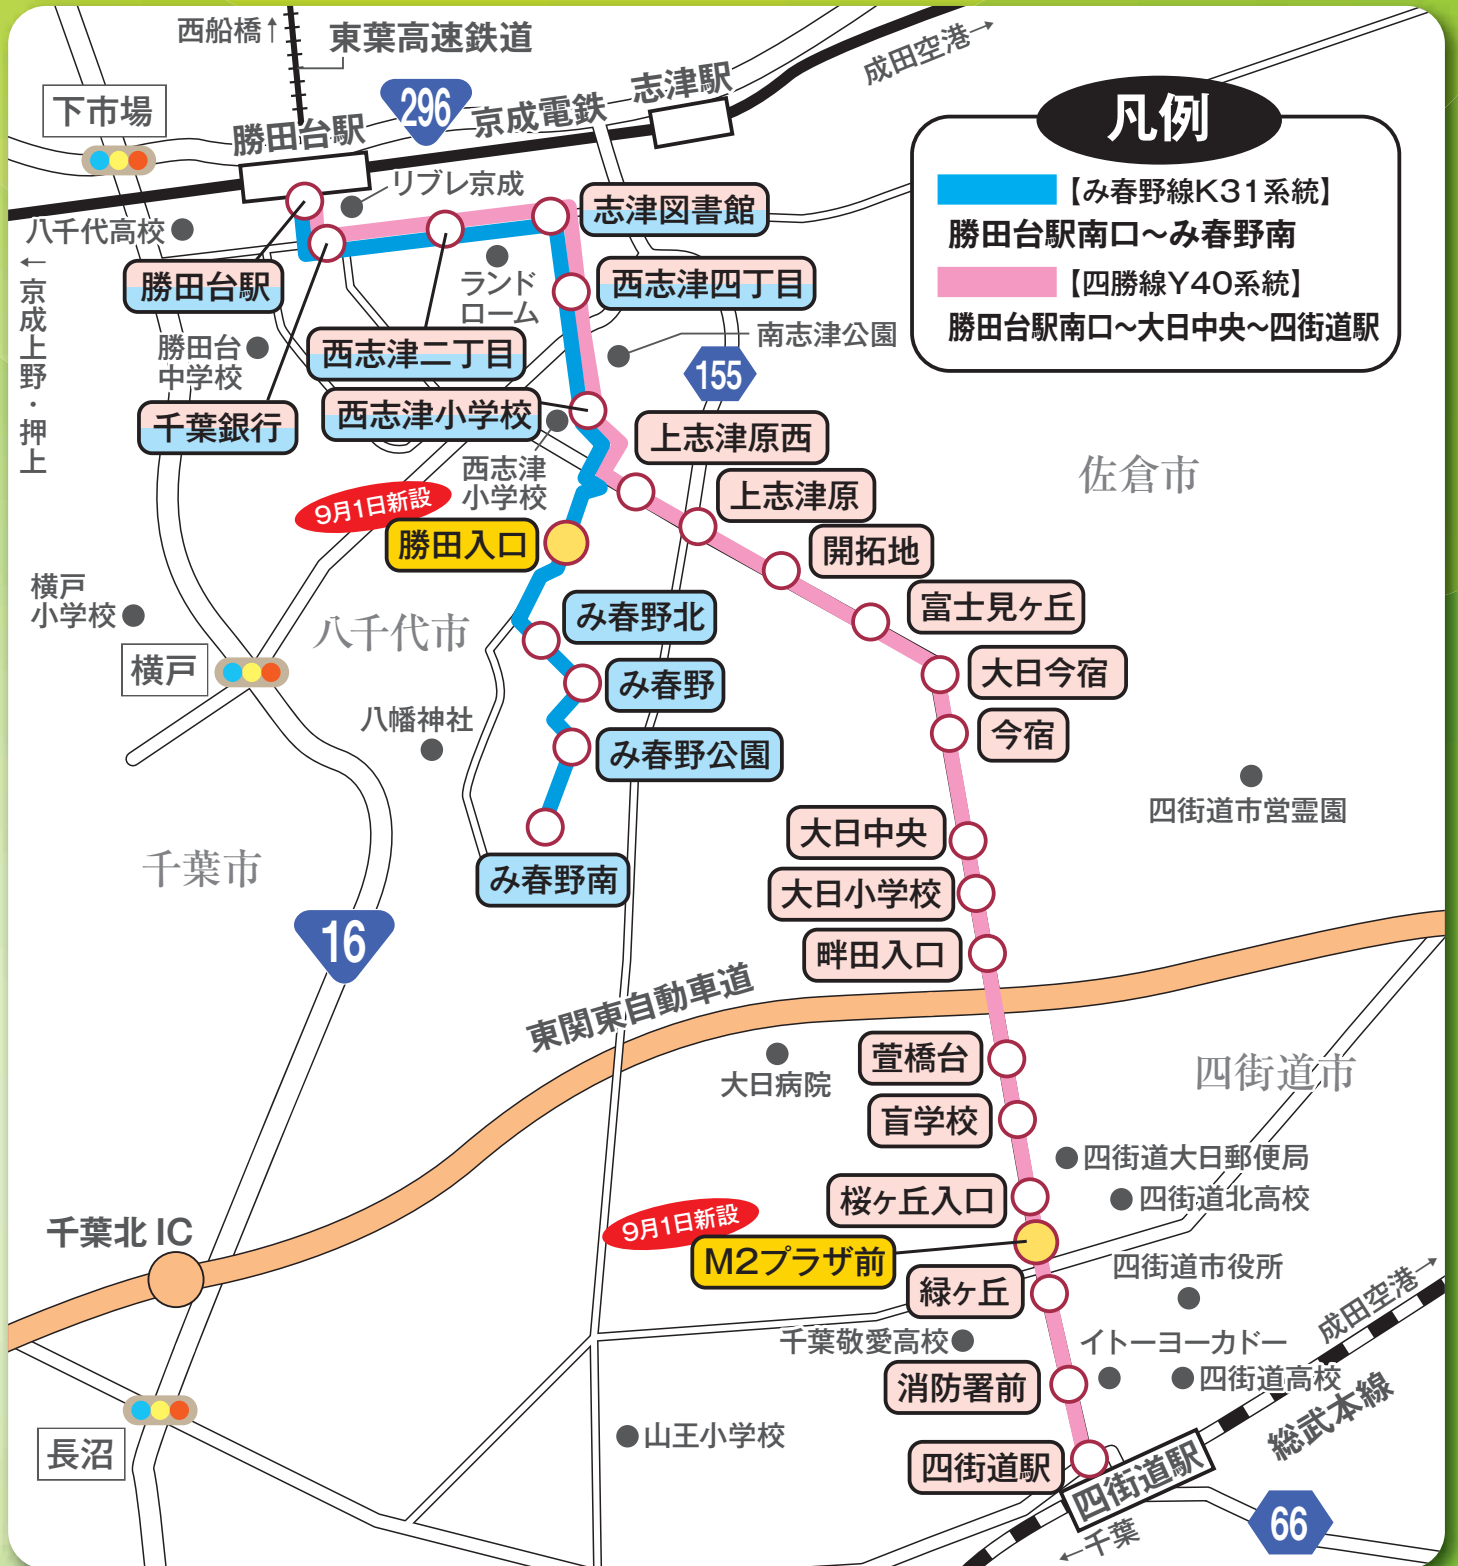 西船橋↑
東葉高速鉄道
成田空港→
志津駅
296
京成電鉄
下市場
勝田台駅
凡例
【み春野線K31系統】
勝田台駅南口〜み春野南
【四勝線Y40系統】
勝田台駅南口〜大日中央〜四街道駅
リブレ京成
八千代高校
志津図書館
←京成上野・押上
勝田台駅
ランド
ローム
西志津四丁目
勝田台
中学校
西志津二丁目
南志津公園
155
千葉銀行
西志津小学校
上志津原西
西志津
小学校
佐倉市
上志津原
9月1日新設
勝田入口
開拓地
横戸
小学校
八千代市
み春野北
富士見ヶ丘
横戸
み春野
大日今宿
八幡神社
み春野公園
今宿
四街道市営霊園
千葉市
大日中央
み春野南
大日小学校
16
畔田入口
東関東自動車道
大日病院
萱橋台
四街道市
盲学校
四街道大日郵便局
桜ヶ丘入口
四街道北高校
千葉北IC
9月1日新設
M2プラザ前
四街道市役所
緑ヶ丘
成田空港→
千葉敬愛高校
イトーヨーカドー
消防署前
四街道高校
総武本線
長沼
山王小学校
四街道駅
四街道駅
66
←千葉